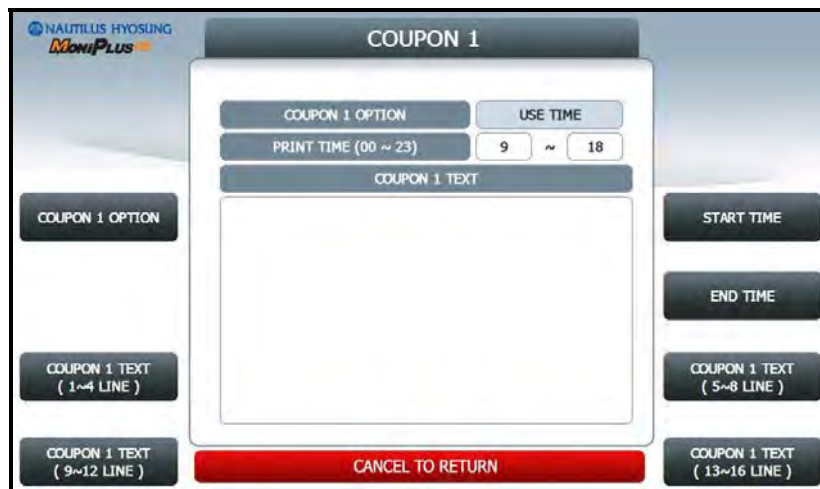 NAUTILUS HYOSUNG
MoniPlus
COUPON 1
COUPON 1 OPTION
USE TIME
PRINT TIME (00 ~ 23)
9 ~ 18
COUPON 1 TEXT
COUPON 1 OPTION
START TIME
END TIME
COUPON 1 TEXT
( 1~4 LINE )
COUPON 1 TEXT
( 5~8 LINE )
COUPON 1 TEXT
( 9~12 LINE )
CANCEL TO RETURN
COUPON 1 TEXT
( 13~16 LINE )